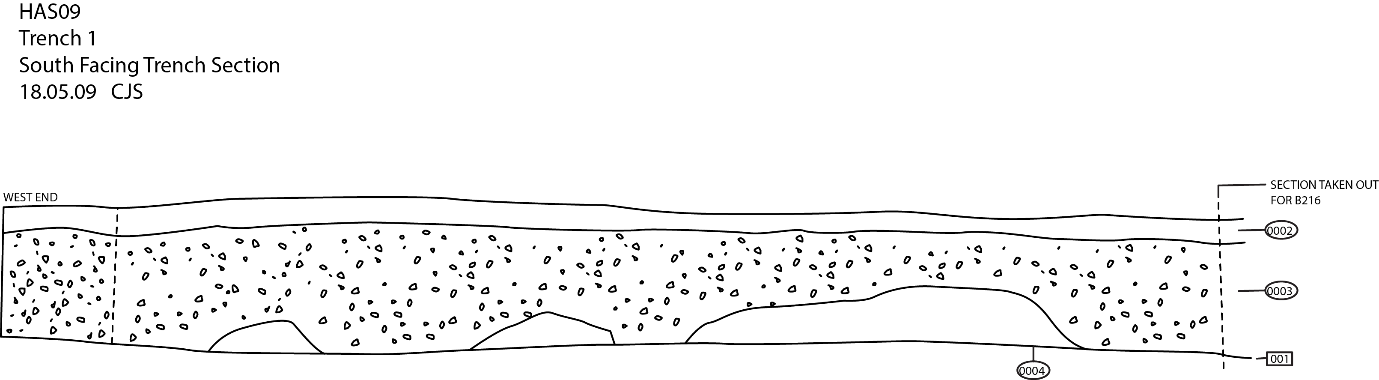 HAS09
Trench 1
South Facing Trench Section
18.05.09 CJS
WEST END
SECTION TAKEN OUT
FOR B216
0002
0003
001
0004